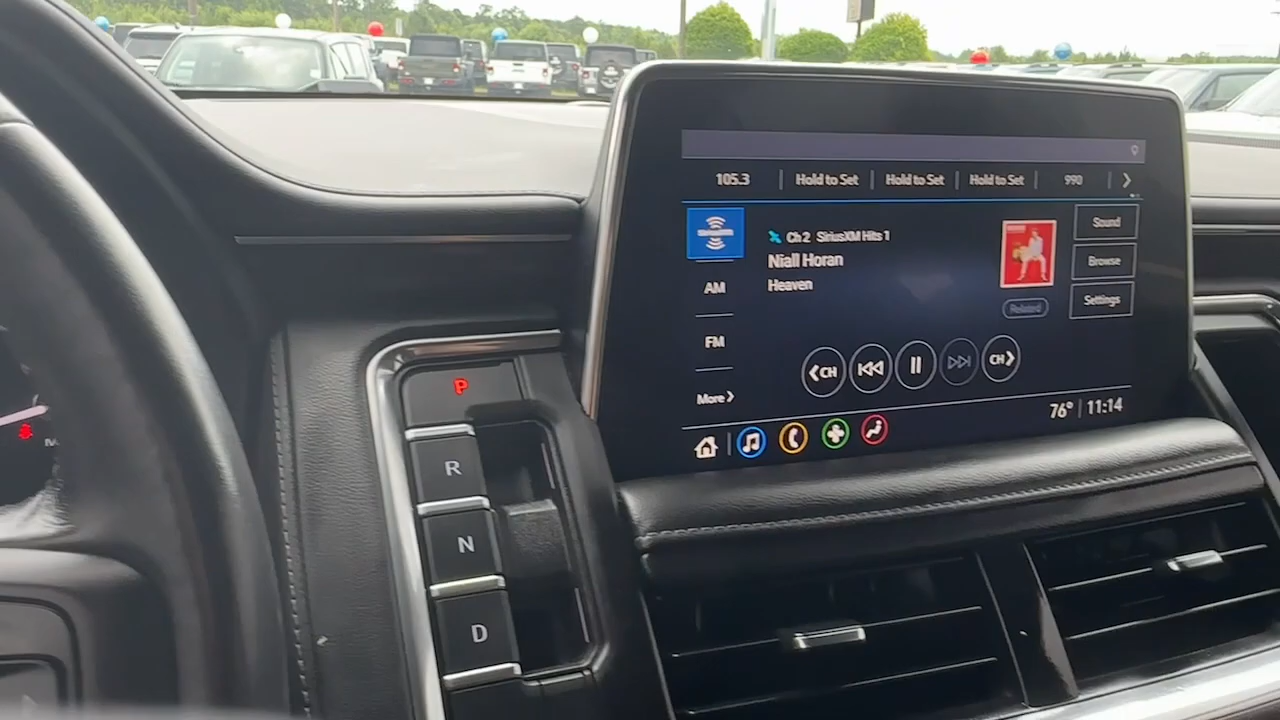 105.3 | Hold to Set | Hold to Set | Hold to Set | 990
Ch 2 SiriusXM Hits 1
Niall Horan
Heaven
AM
FM
More
Sound
Browse
Settings
Related
CH
CH
76° | 11:14
P
R
N
D